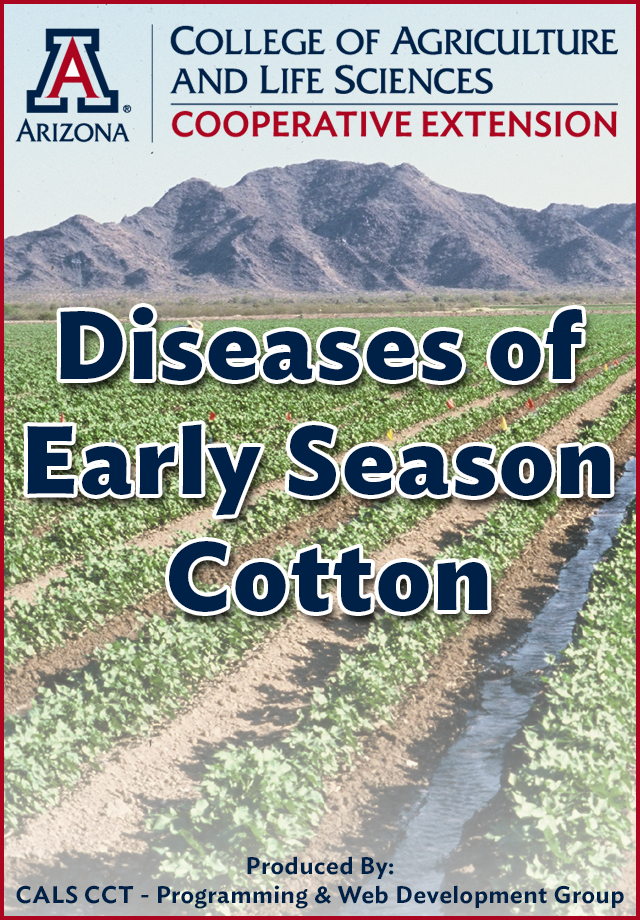 A®
ARIZONA
COLLEGE OF AGRICULTURE
AND LIFE SCIENCES
COOPERATIVE EXTENSION
Diseases of
Early Season
Cotton
Produced By:
CALS CCT - Programming & Web Development Group